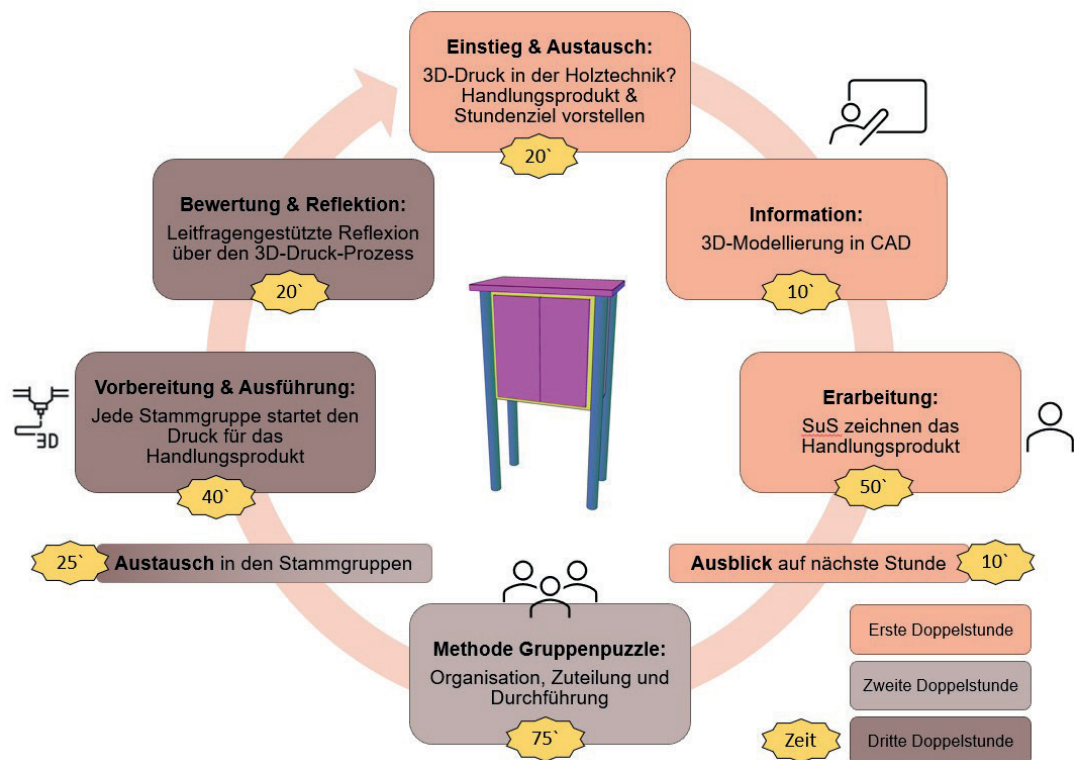 Einstieg & Austausch:
3D-Druck in der Holztechnik?
Handlungsprodukt &
Stundenziel vorstellen
20`
Information:
3D-Modellierung in CAD
10`
Erarbeitung:
SuS zeichnen das
Handlungsprodukt
50`
Ausblick auf nächste Stunde
10`
Methode Gruppenpuzzle:
Organisation, Zuteilung und
Durchführung
75`
25`
Austausch in den Stammgruppen
Vorbereitung & Ausführung:
Jede Stammgruppe startet den
Druck für das
Handlungsprodukt
40`
3D
Bewertung & Reflektion:
Leitfragengestützte Reflexion
über den 3D-Druck-Prozess
20`
Erste Doppelstunde
Zweite Doppelstunde
Zeit
Dritte Doppelstunde